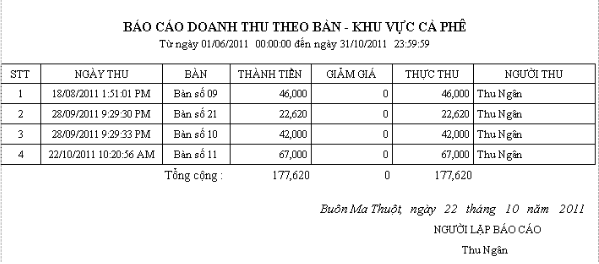 BÁO CÁO DOANH THU THEO BÀN - KHU VỰC CÀ PHÊ
Từ ngày 01/06/2011 00:00:00 đến ngày 31/10/2011 23:59:59
STT NGÀY THU BÀN THÀNH TIỀN GIẢM GIÁ THỰC THU NGƯỜI THU
1 18/08/2011 1:51:01 PM Bàn số 09 46,000 0 46,000 Thu Ngân
2 28/09/2011 9:29:30 PM Bàn số 21 22,620 0 22,620 Thu Ngân
3 28/09/2011 9:29:33 PM Bàn số 10 42,000 0 42,000 Thu Ngân
4 22/10/2011 10:20:56 AM Bàn số 11 67,000 0 67,000 Thu Ngân
Tổng cộng : 177,620 0 177,620
Buôn Ma Thuột, ngày 22 tháng 10 năm 2011
NGƯỜI LẬP BÁO CÁO
Thu Ngân